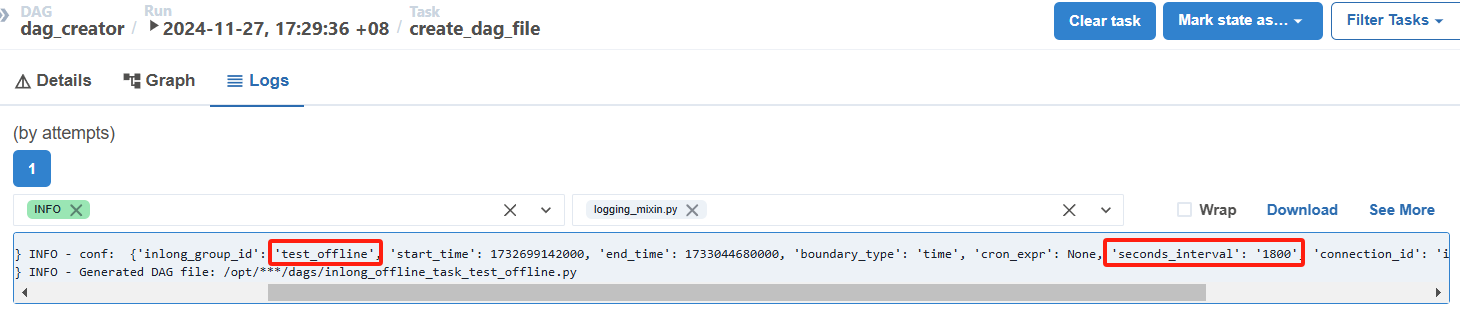 DAG Run Task
dag_creator / 2024-11-27, 17:29:36 +08 / create_dag_file
Clear task Mark state as… Filter Tasks
Details Graph Logs
(by attempts)
1
INFO logging_mixin.py Wrap Download See More
} INFO - conf: {'inlong_group_id': 'test_offline', 'start_time': 1732699142000, 'end_time': 1733044680000, 'boundary_type': 'time', 'cron_expr': None, 'seconds_interval': '1800', 'connection_id': 'i
} INFO - Generated DAG file: /opt/***/dags/inlong_offline_task_test_offline.py